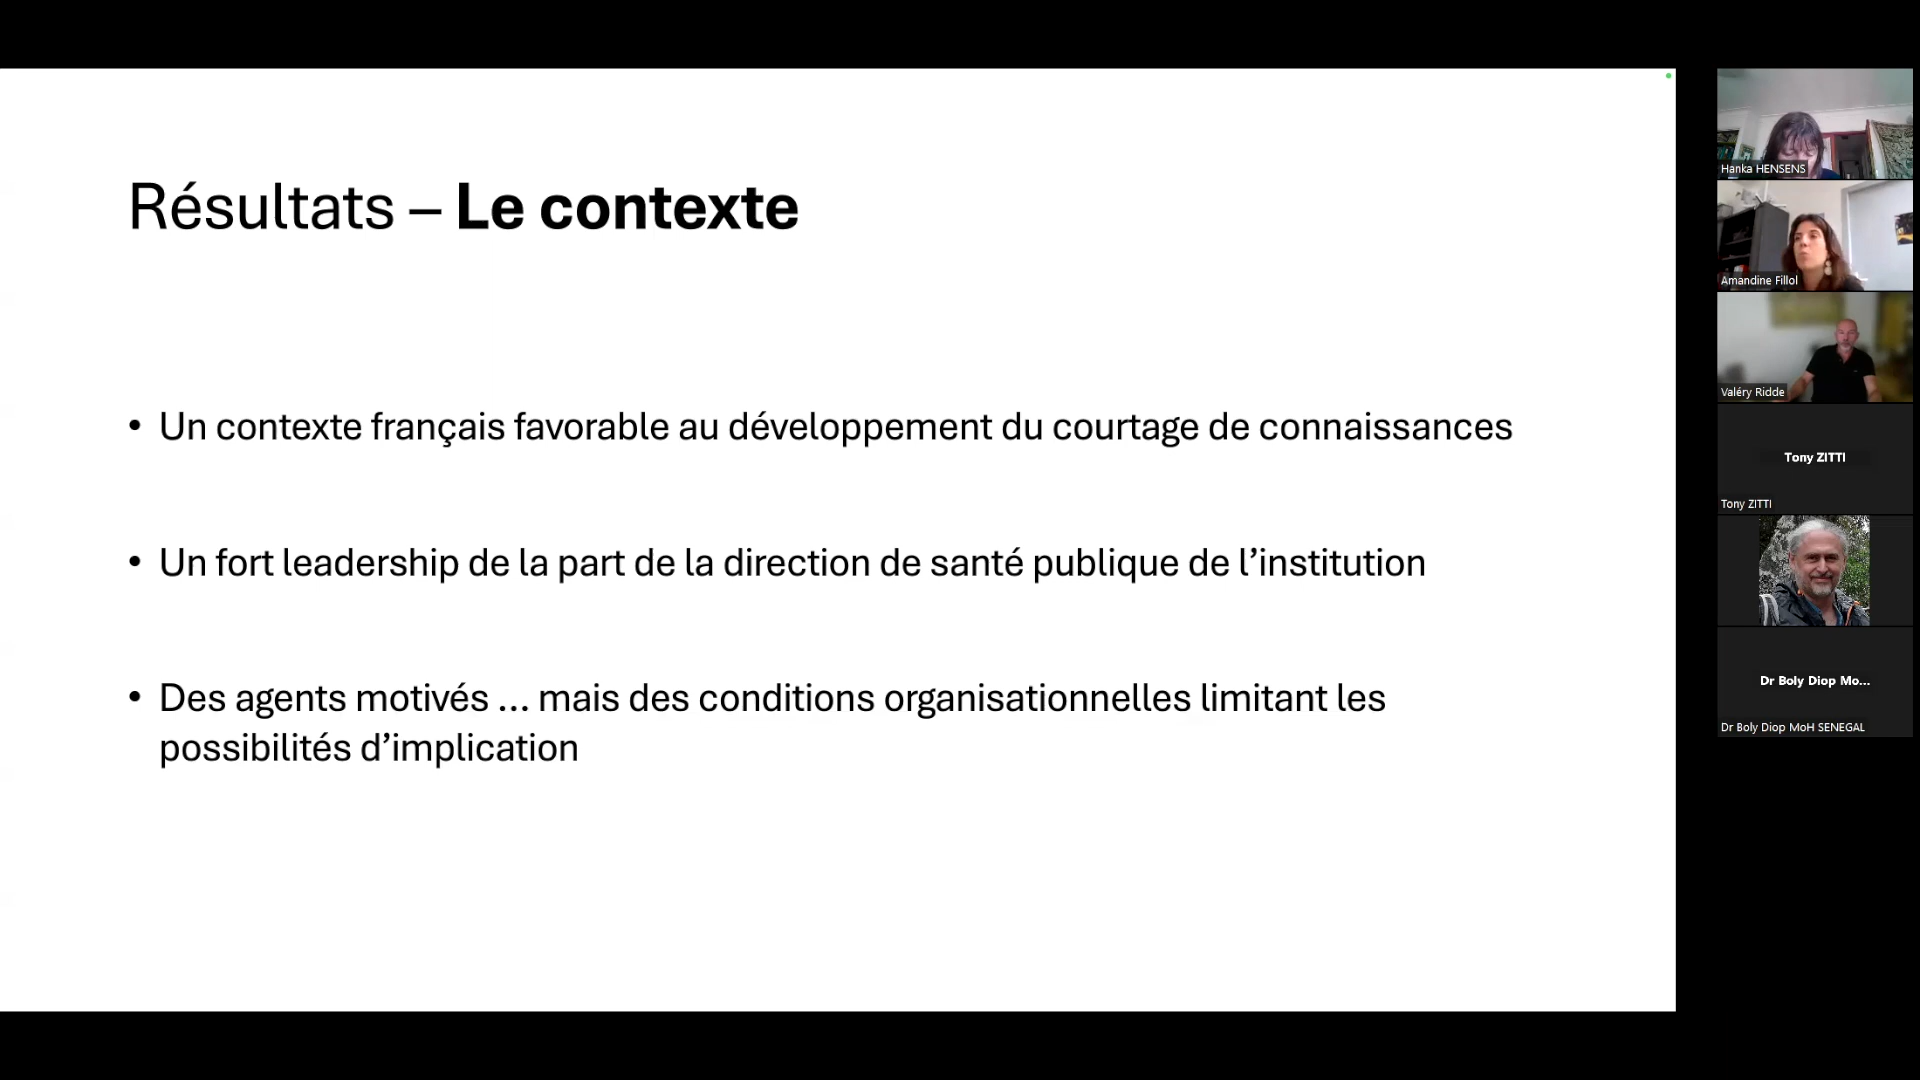 Résultats – Le contexte
• Un contexte français favorable au développement du courtage de connaissances
• Un fort leadership de la part de la direction de santé publique de l’institution
• Des agents motivés … mais des conditions organisationnelles limitant les
possibilités d’implication
Hanka HENSENS
Amandine Fillol
Valéry Ridde
Tony ZITTI
Tony ZITTI
Dr Boly Diop Mo...
Dr Boly Diop MoH SENEGAL